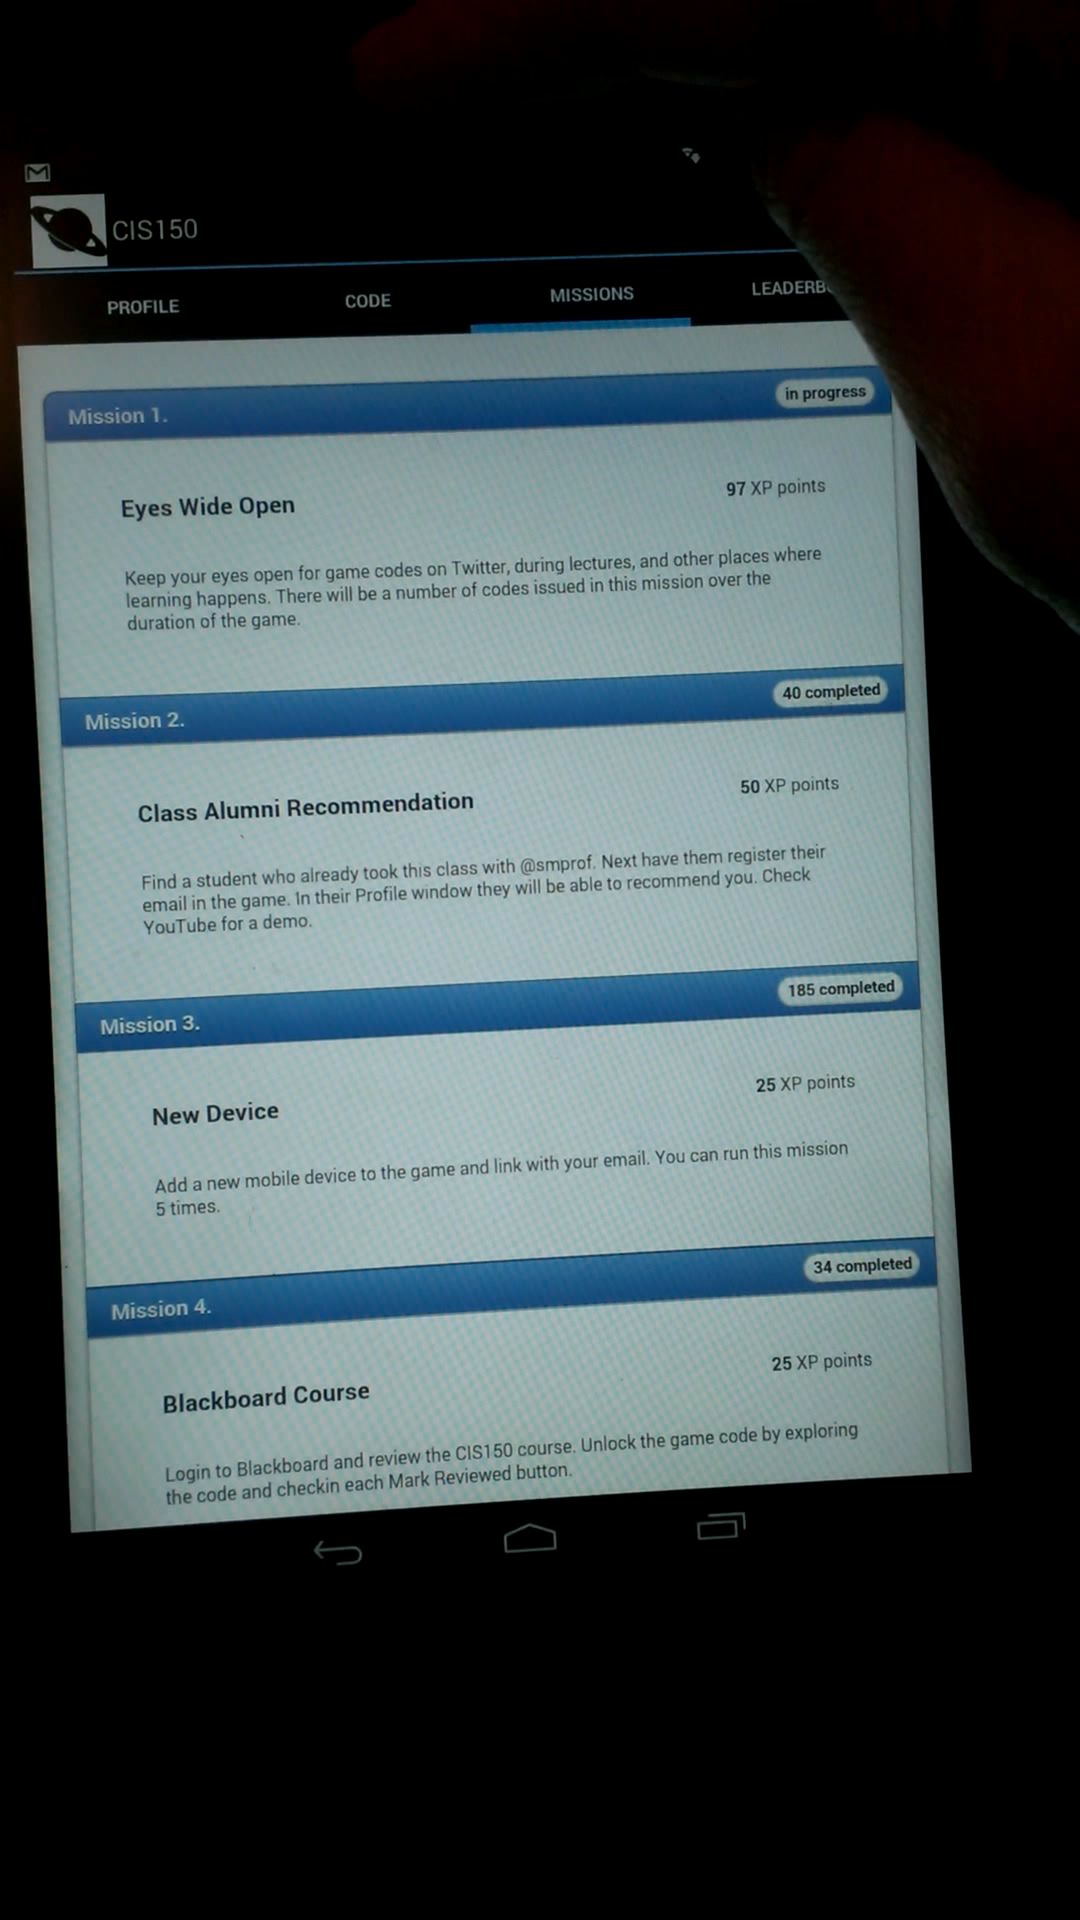 CIS150
PROFILE
CODE
MISSIONS
LEADERB
Mission 1.
in progress
Eyes Wide Open
97 XP points
Keep your eyes open for game codes on Twitter, during lectures, and other places where
learning happens. There will be a number of codes issued in this mission over the
duration of the game.
Mission 2.
40 completed
Class Alumni Recommendation
50 XP points
Find a student who already took this class with @smprof. Next have them register their
email in the game. In their Profile window they will be able to recommend you. Check
YouTube for a demo.
Mission 3.
185 completed
New Device
25 XP points
Add a new mobile device to the game and link with your email. You can run this mission
5 times.
Mission 4.
34 completed
Blackboard Course
25 XP points
Login to Blackboard and review the CIS150 course. Unlock the game code by exploring
the code and checkin each Mark Reviewed button.